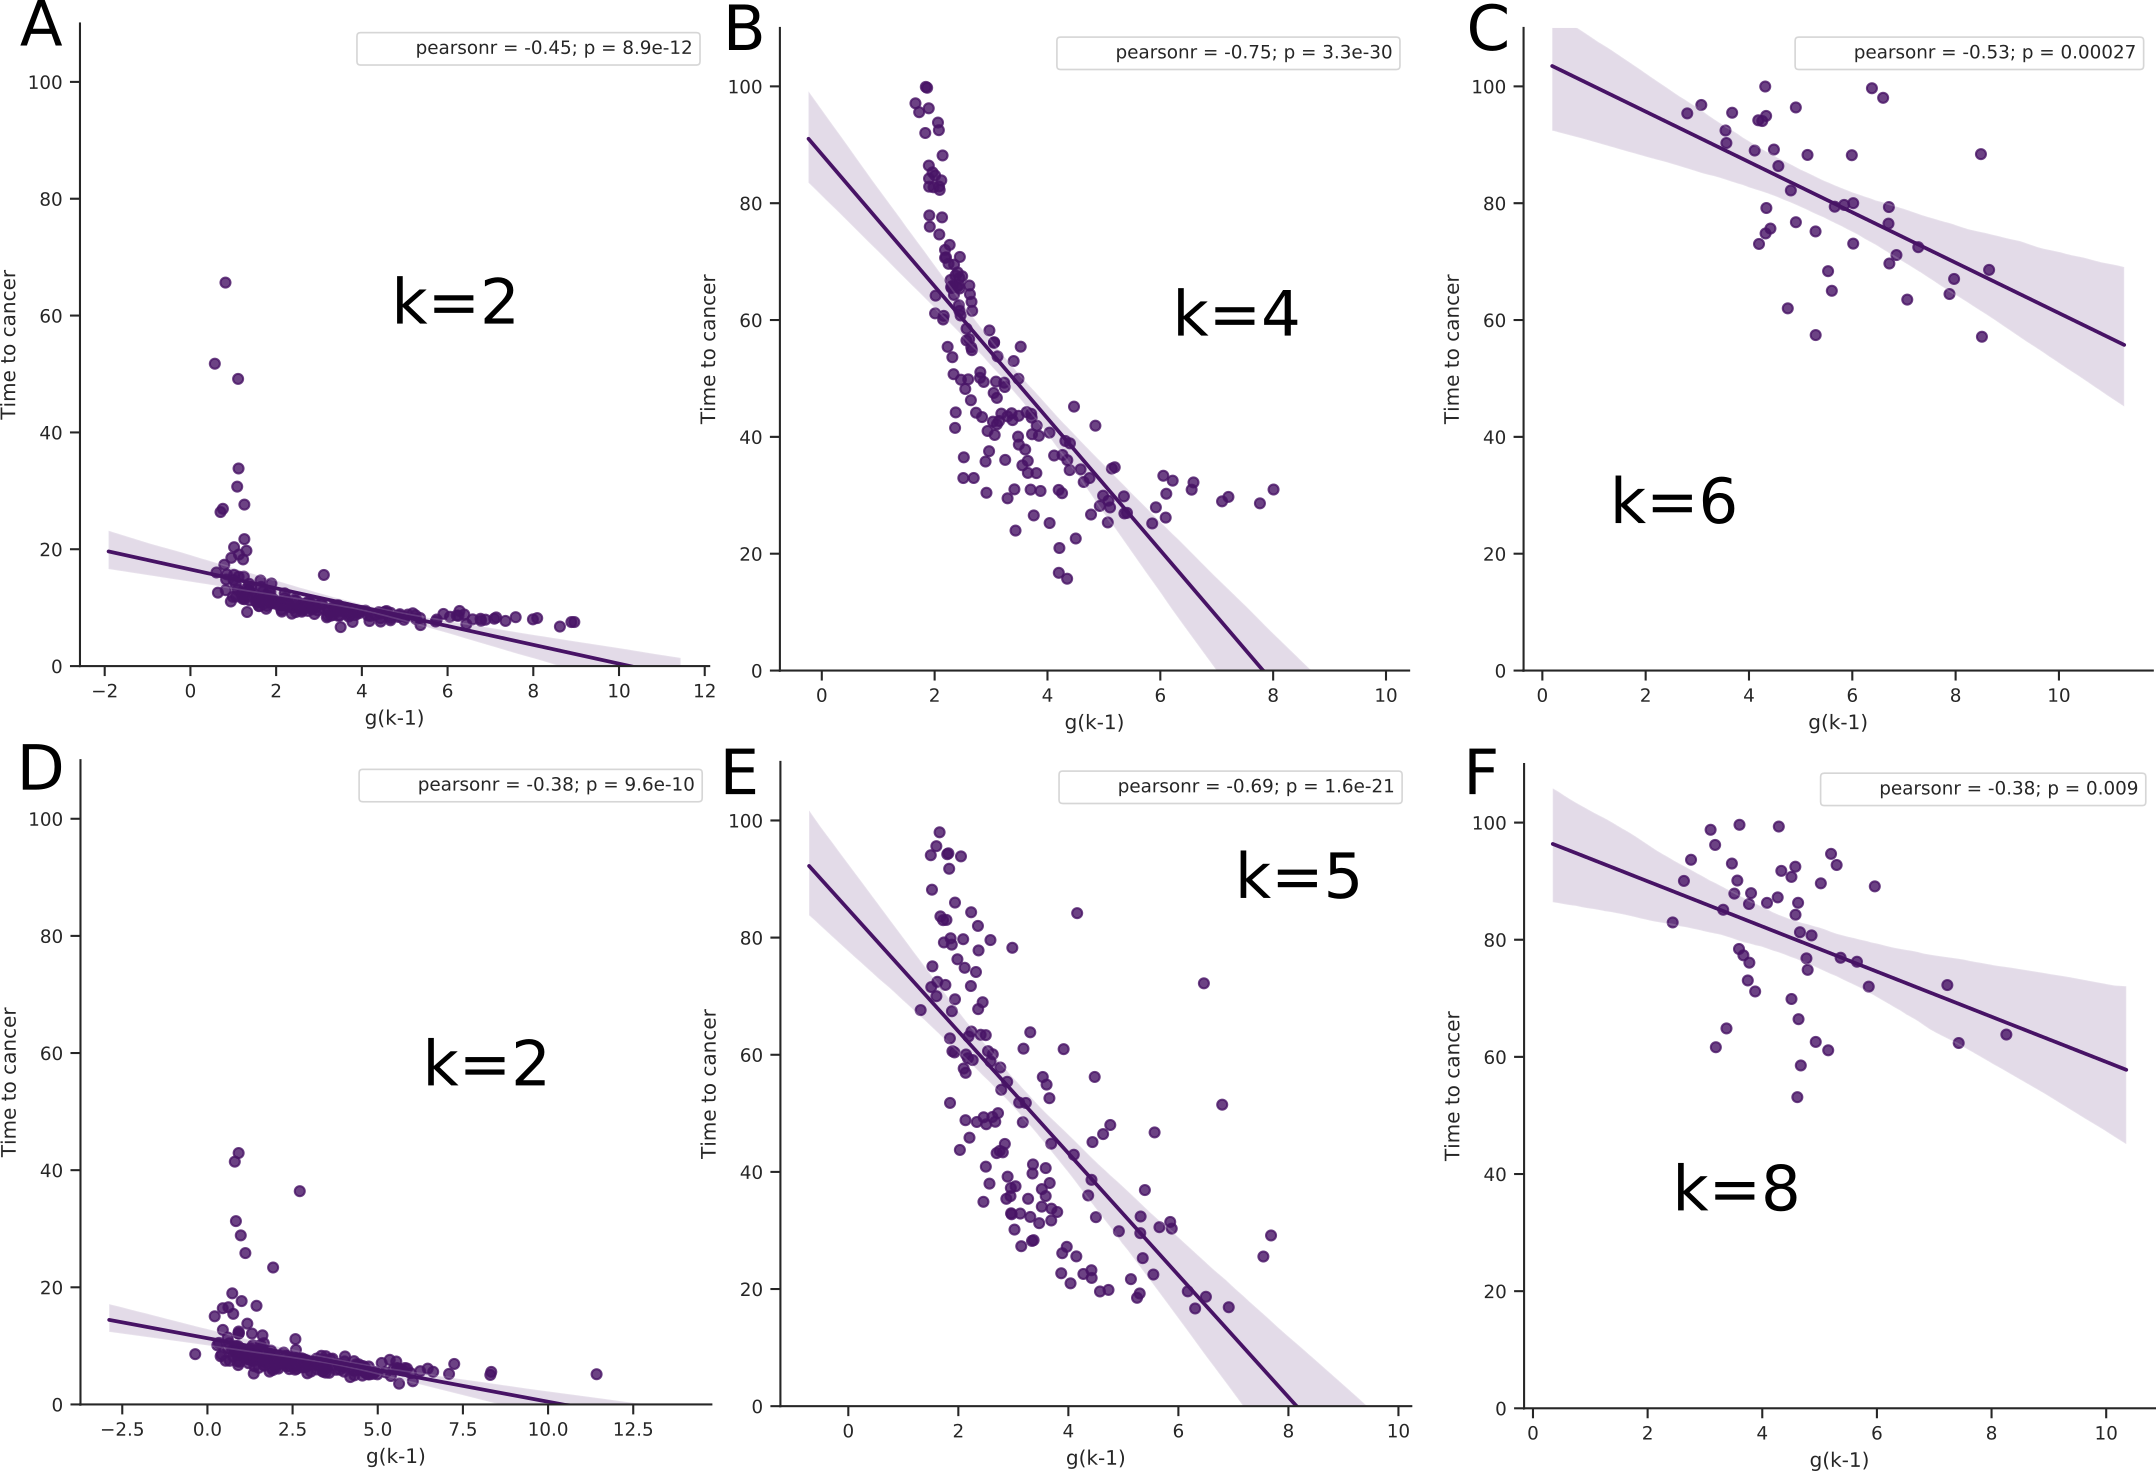 A
pearsonr = -0.45; p = 8.9e-12
100
80
60
40
20
0
Time to cancer
k=2
−2
0
2
4
6
8
10
12
g(k-1)
B
pearsonr = -0.75; p = 3.3e-30
100
80
60
40
20
0
Time to cancer
k=4
0
2
4
6
8
10
g(k-1)
C
pearsonr = -0.53; p = 0.00027
100
80
60
40
20
0
Time to cancer
k=6
0
2
4
6
8
10
g(k-1)
D
pearsonr = -0.38; p = 9.6e-10
100
80
60
40
20
0
Time to cancer
k=2
−2.5
0.0
2.5
5.0
7.5
10.0
12.5
g(k-1)
E
pearsonr = -0.69; p = 1.6e-21
100
80
60
40
20
0
Time to cancer
k=5
0
2
4
6
8
10
g(k-1)
F
pearsonr = -0.38; p = 0.009
100
80
60
40
20
0
Time to cancer
k=8
0
2
4
6
8
10
g(k-1)